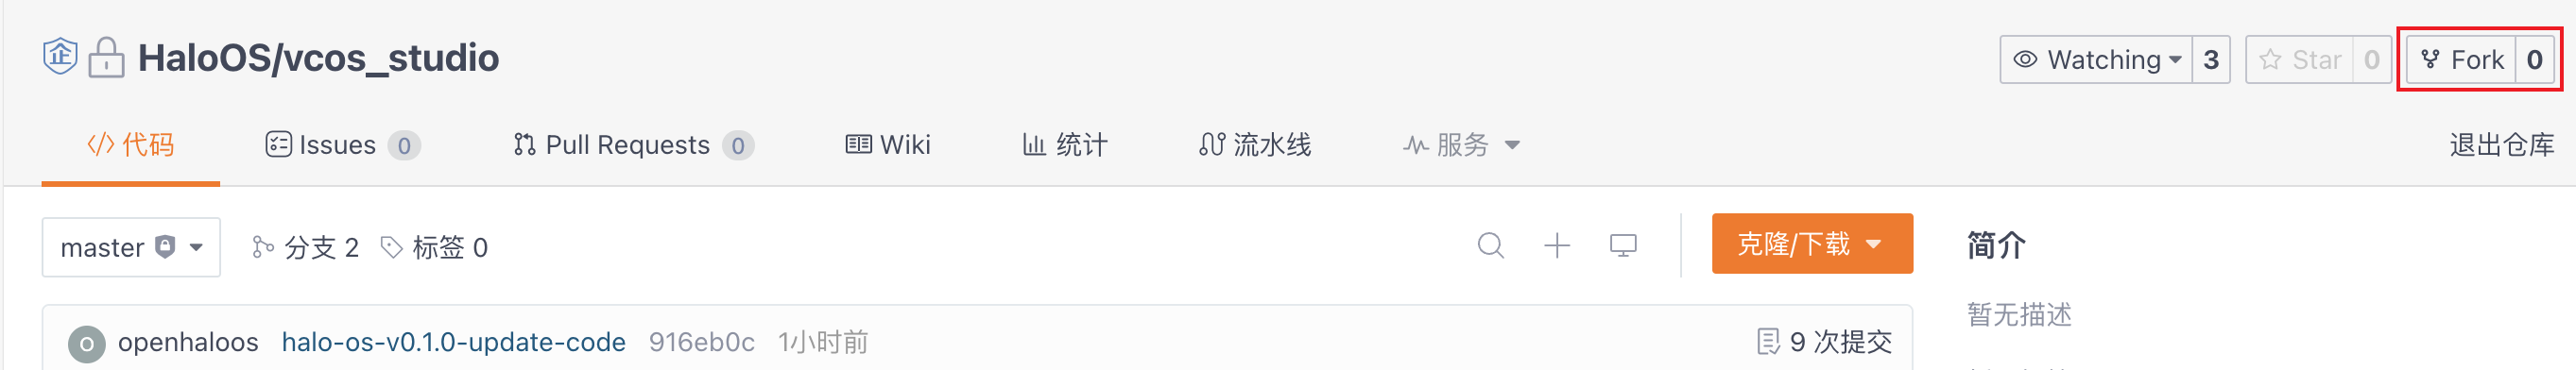 企 HaloOS/vcos_studio Watching 3 Star 0 Fork 0
代码 Issues 0 Pull Requests 0 Wiki 统计 流水线 服务 退出仓库
master 分支 2 标签 0 克隆/下载 简介
暂无描述
O openhaloos halo-os-v0.1.0-update-code 916eb0c 1小时前 9 次提交